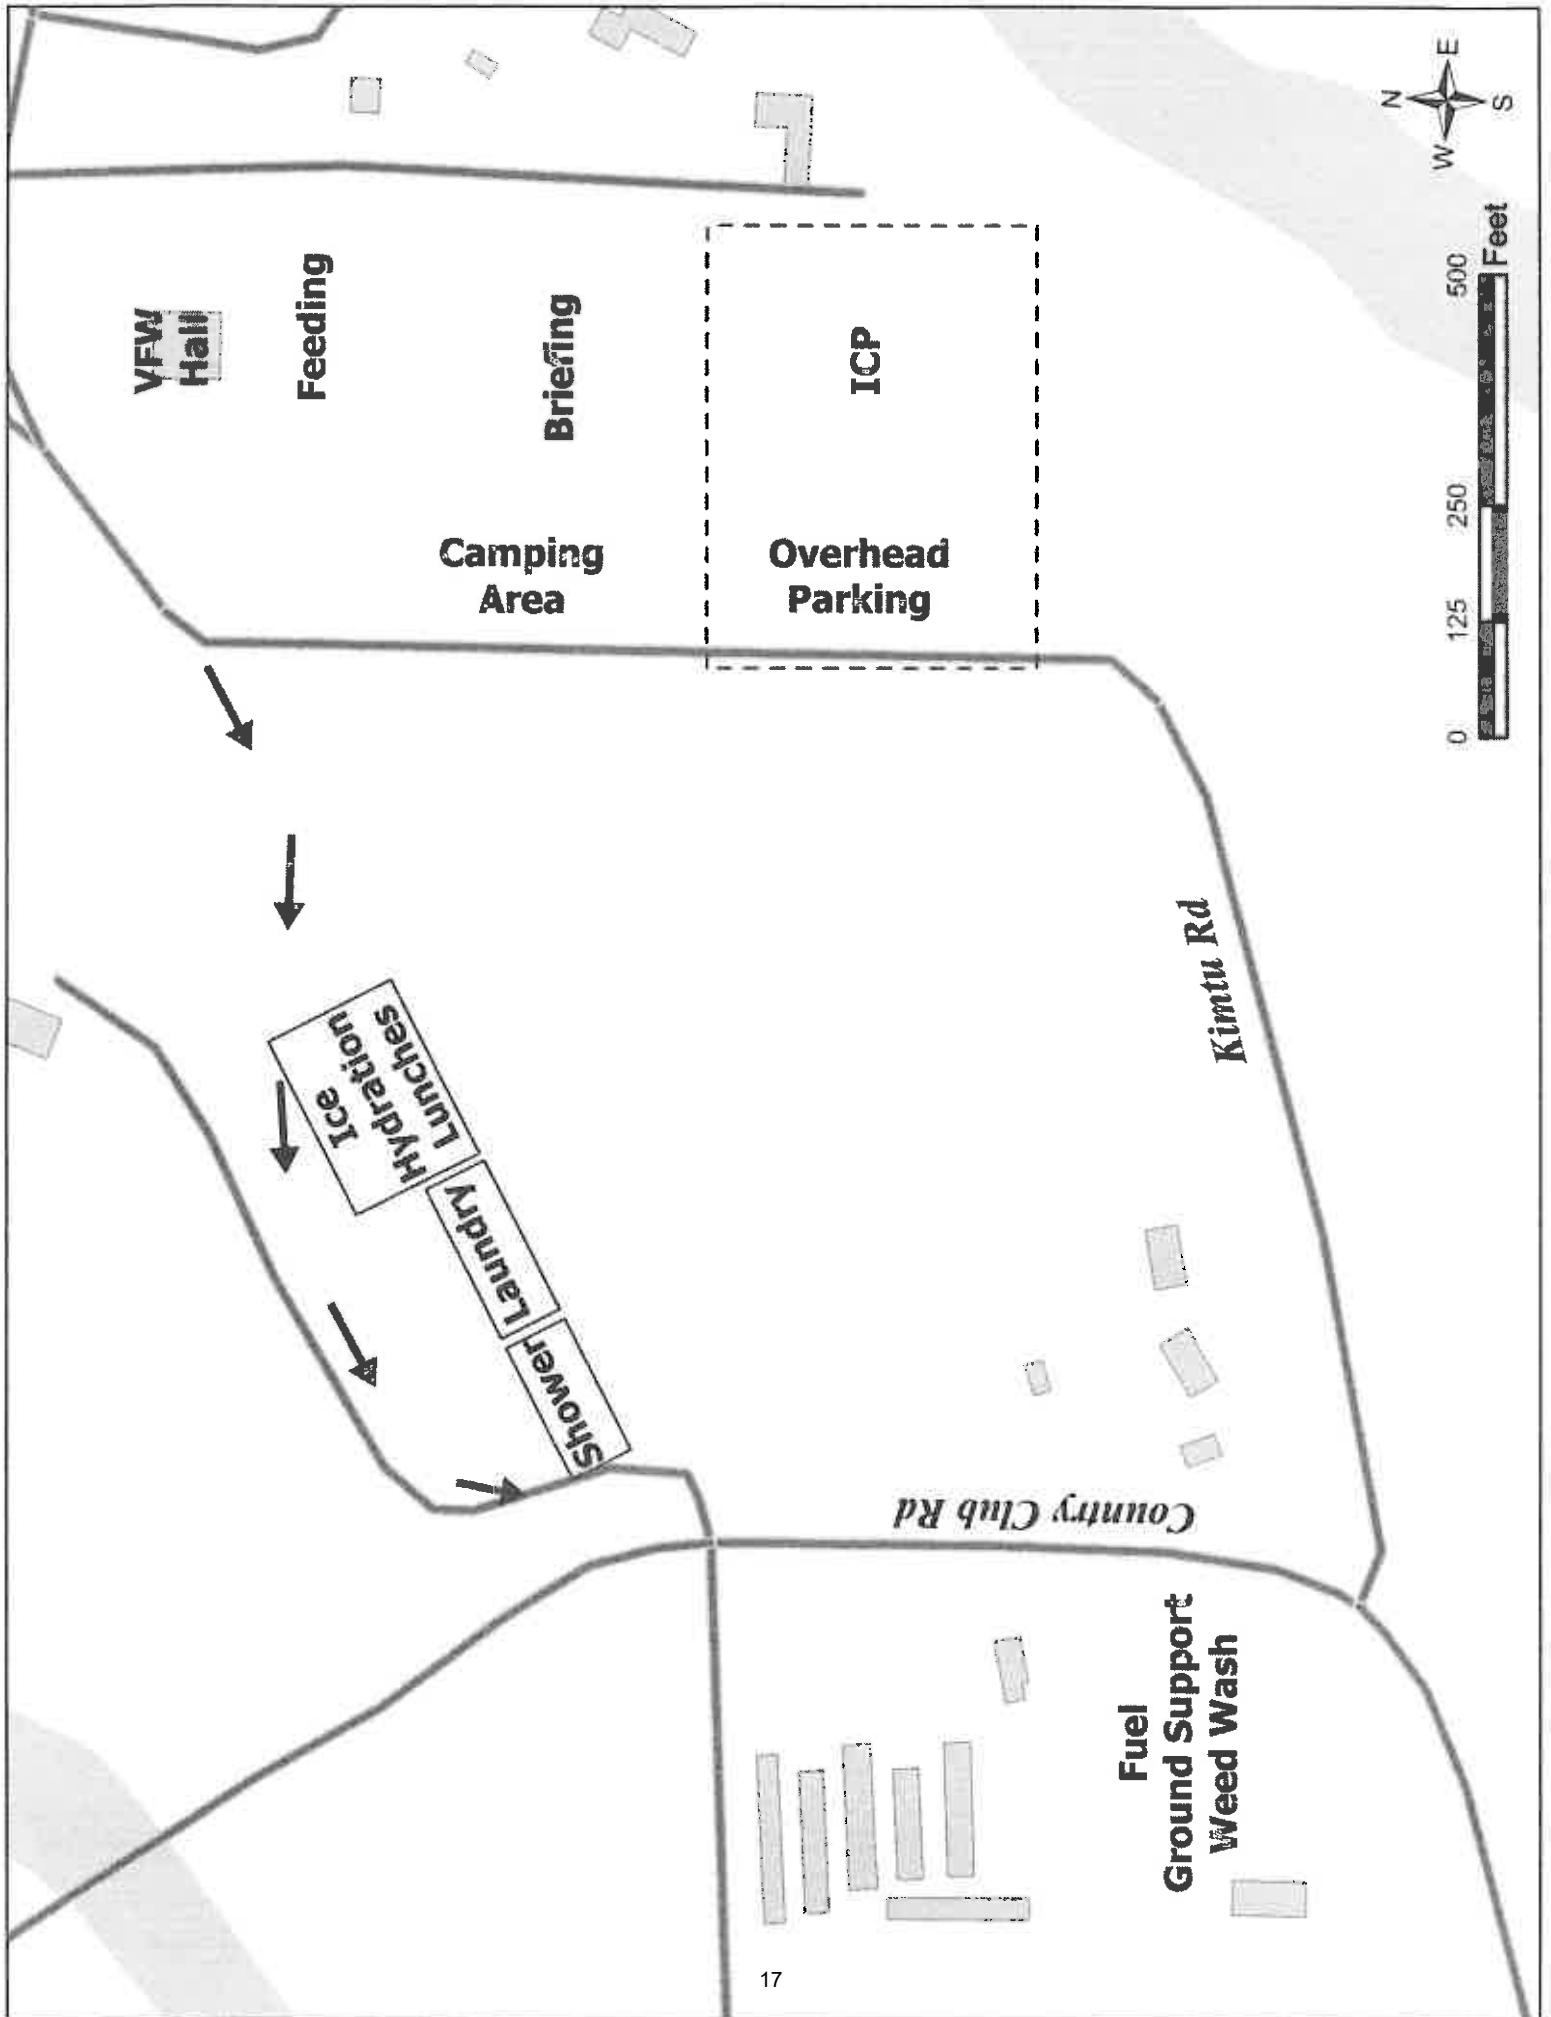 VFW
Hall
Feeding
Briefing
ICP
Camping
Area
Overhead
Parking
Ice
Hydration
Lunches
Laundry
Shower
Kimtu Rd
Country Club Rd
Fuel
Ground Support
Weed Wash
N
E
S
W
0 125 250 500
Feet
17